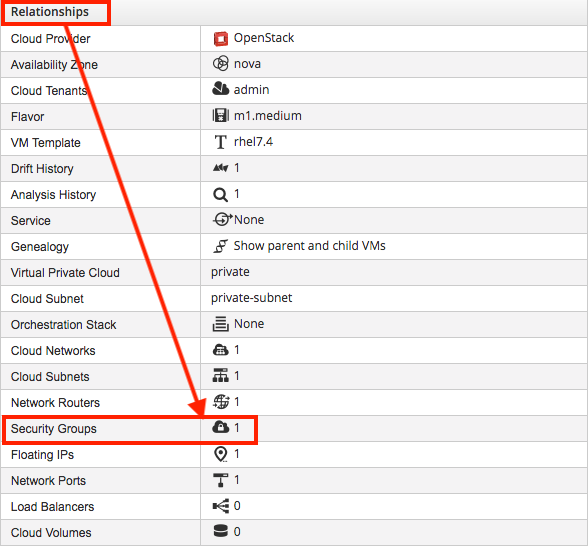 Relationships
Cloud Provider OpenStack
Availability Zone nova
Cloud Tenants admin
Flavor m1.medium
VM Template rhel7.4
Drift History 1
Analysis History 1
Service None
Genealogy Show parent and child VMs
Virtual Private Cloud private
Cloud Subnet private-subnet
Orchestration Stack None
Cloud Networks 1
Cloud Subnets 1
Network Routers 1
Security Groups 1
Floating IPs 1
Network Ports 1
Load Balancers 0
Cloud Volumes 0